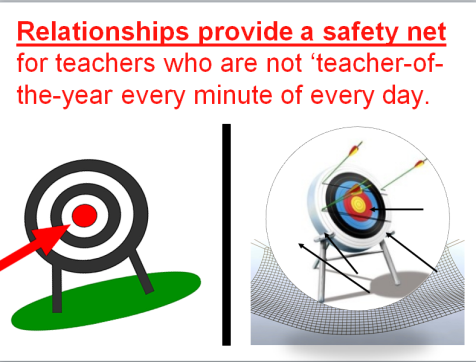 Relationships provide a safety net
for teachers who are not ‘teacher-of-
the-year every minute of every day.